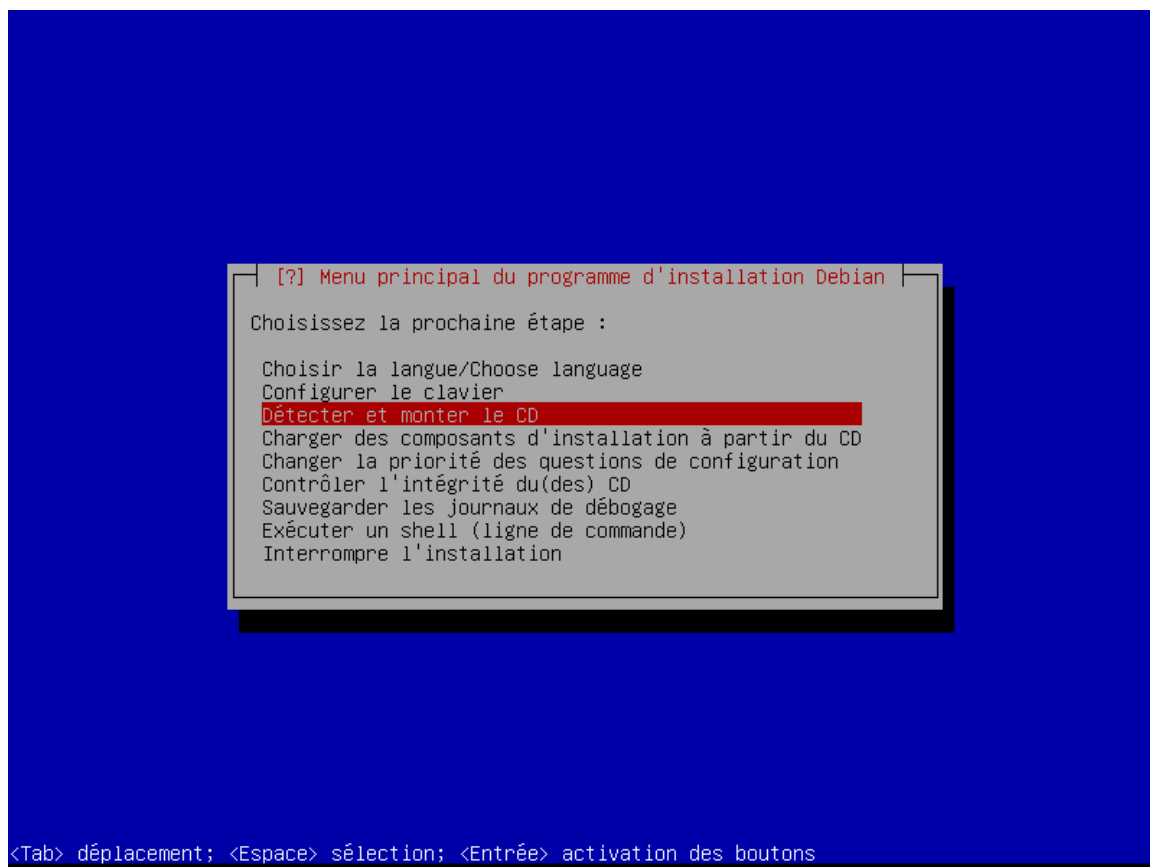 [?] Menu principal du programme d'installation Debian
Choisissez la prochaine étape :
Choisir la langue/Choose language
Configurer le clavier
Détecter et monter le CD
Charger des composants d'installation à partir du CD
Changer la priorité des questions de configuration
Contrôler l'intégrité du(des) CD
Sauvegarder les journaux de débogage
Exécuter un shell (ligne de commande)
Interrompre l'installation
<Tab> déplacement; <Espace> sélection; <Entrée> activation des boutons